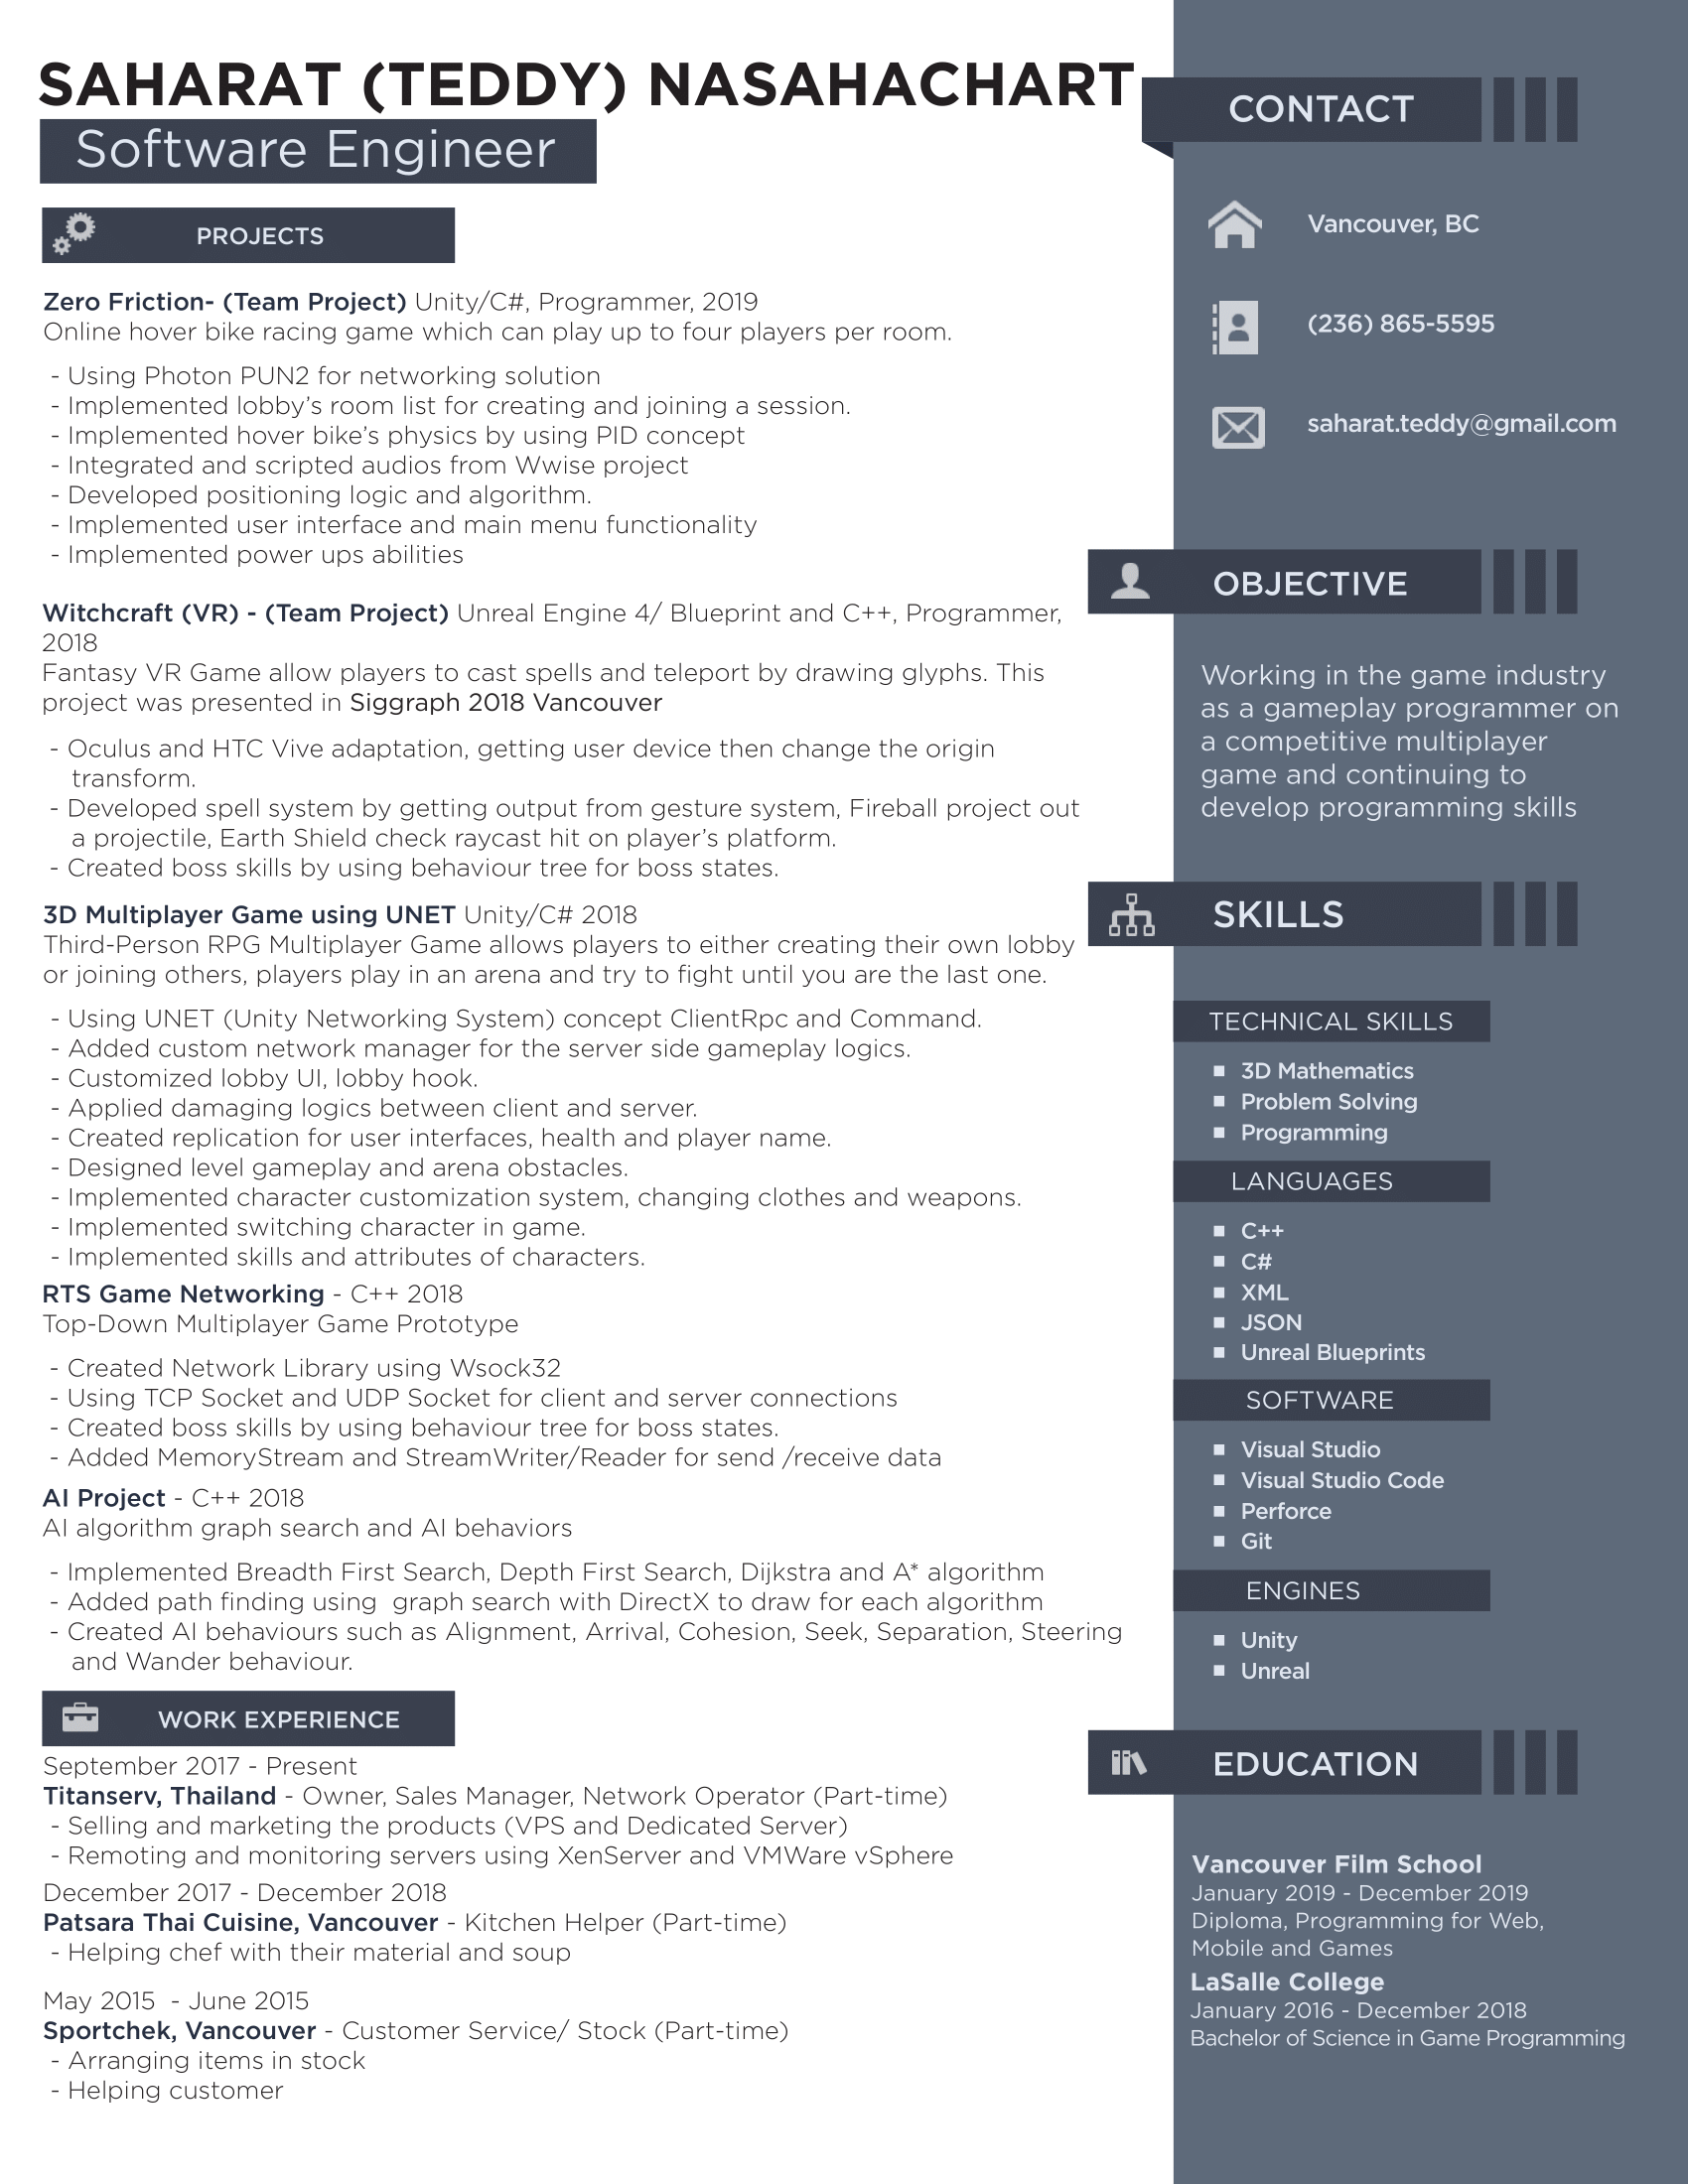 SAHARAT (TEDDY) NASAHACHART
Software Engineer
PROJECTS
Zero Friction- (Team Project) Unity/C#, Programmer, 2019
Online hover bike racing game which can play up to four players per room.
- Using Photon PUN2 for networking solution
- Implemented lobby’s room list for creating and joining a session.
- Implemented hover bike’s physics by using PID concept
- Integrated and scripted audios from Wwise project
- Developed positioning logic and algorithm.
- Implemented user interface and main menu functionality
- Implemented power ups abilities
Witchcraft (VR) - (Team Project) Unreal Engine 4/ Blueprint and C++, Programmer,
2018
Fantasy VR Game allow players to cast spells and teleport by drawing glyphs. This
project was presented in Siggraph 2018 Vancouver
- Oculus and HTC Vive adaptation, getting user device then change the origin
transform.
- Developed spell system by getting output from gesture system, Fireball project out
a projectile, Earth Shield check raycast hit on player’s platform.
- Created boss skills by using behaviour tree for boss states.
3D Multiplayer Game using UNET Unity/C# 2018
Third-Person RPG Multiplayer Game allows players to either creating their own lobby
or joining others, players play in an arena and try to fight until you are the last one.
- Using UNET (Unity Networking System) concept ClientRpc and Command.
- Added custom network manager for the server side gameplay logics.
- Customized lobby UI, lobby hook.
- Applied damaging logics between client and server.
- Created replication for user interfaces, health and player name.
- Designed level gameplay and arena obstacles.
- Implemented character customization system, changing clothes and weapons.
- Implemented switching character in game.
- Implemented skills and attributes of characters.
RTS Game Networking - C++ 2018
Top-Down Multiplayer Game Prototype
- Created Network Library using Wsock32
- Using TCP Socket and UDP Socket for client and server connections
- Created boss skills by using behaviour tree for boss states.
- Added MemoryStream and StreamWriter/Reader for send /receive data
AI Project - C++ 2018
AI algorithm graph search and AI behaviors
- Implemented Breadth First Search, Depth First Search, Dijkstra and A* algorithm
- Added path finding using  graph search with DirectX to draw for each algorithm
- Created AI behaviours such as Alignment, Arrival, Cohesion, Seek, Separation, Steering
and Wander behaviour.
WORK EXPERIENCE
September 2017 - Present
Titanserv, Thailand - Owner, Sales Manager, Network Operator (Part-time)
- Selling and marketing the products (VPS and Dedicated Server)
- Remoting and monitoring servers using XenServer and VMWare vSphere
December 2017 - December 2018
Patsara Thai Cuisine, Vancouver - Kitchen Helper (Part-time)
- Helping chef with their material and soup
May 2015  - June 2015
Sportchek, Vancouver - Customer Service/ Stock (Part-time)
- Arranging items in stock
- Helping customer
CONTACT
Vancouver, BC
(236) 865-5595
saharat.teddy@gmail.com
OBJECTIVE
Working in the game industry
as a gameplay programmer on
a competitive multiplayer
game and continuing to
develop programming skills
SKILLS
TECHNICAL SKILLS
3D Mathematics
Problem Solving
Programming
LANGUAGES
C++
C#
XML
JSON
Unreal Blueprints
SOFTWARE
Visual Studio
Visual Studio Code
Perforce
Git
ENGINES
Unity
Unreal
EDUCATION
Vancouver Film School
January 2019 - December 2019
Diploma, Programming for Web,
Mobile and Games
LaSalle College
January 2016 - December 2018
Bachelor of Science in Game Programming